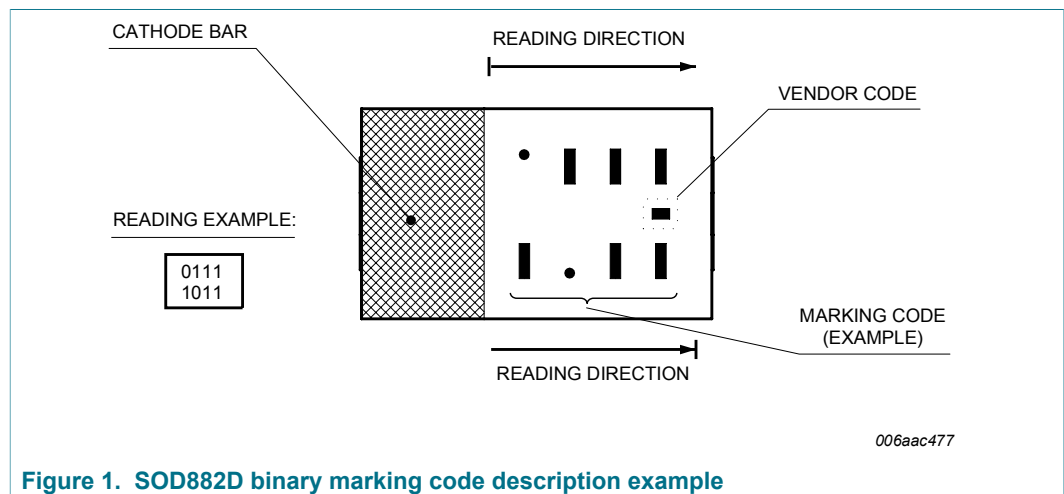 CATHODE BAR
READING DIRECTION
VENDOR CODE
READING EXAMPLE:
0111
1011
MARKING CODE
(EXAMPLE)
READING DIRECTION
006aac477
Figure 1. SOD882D binary marking code description example